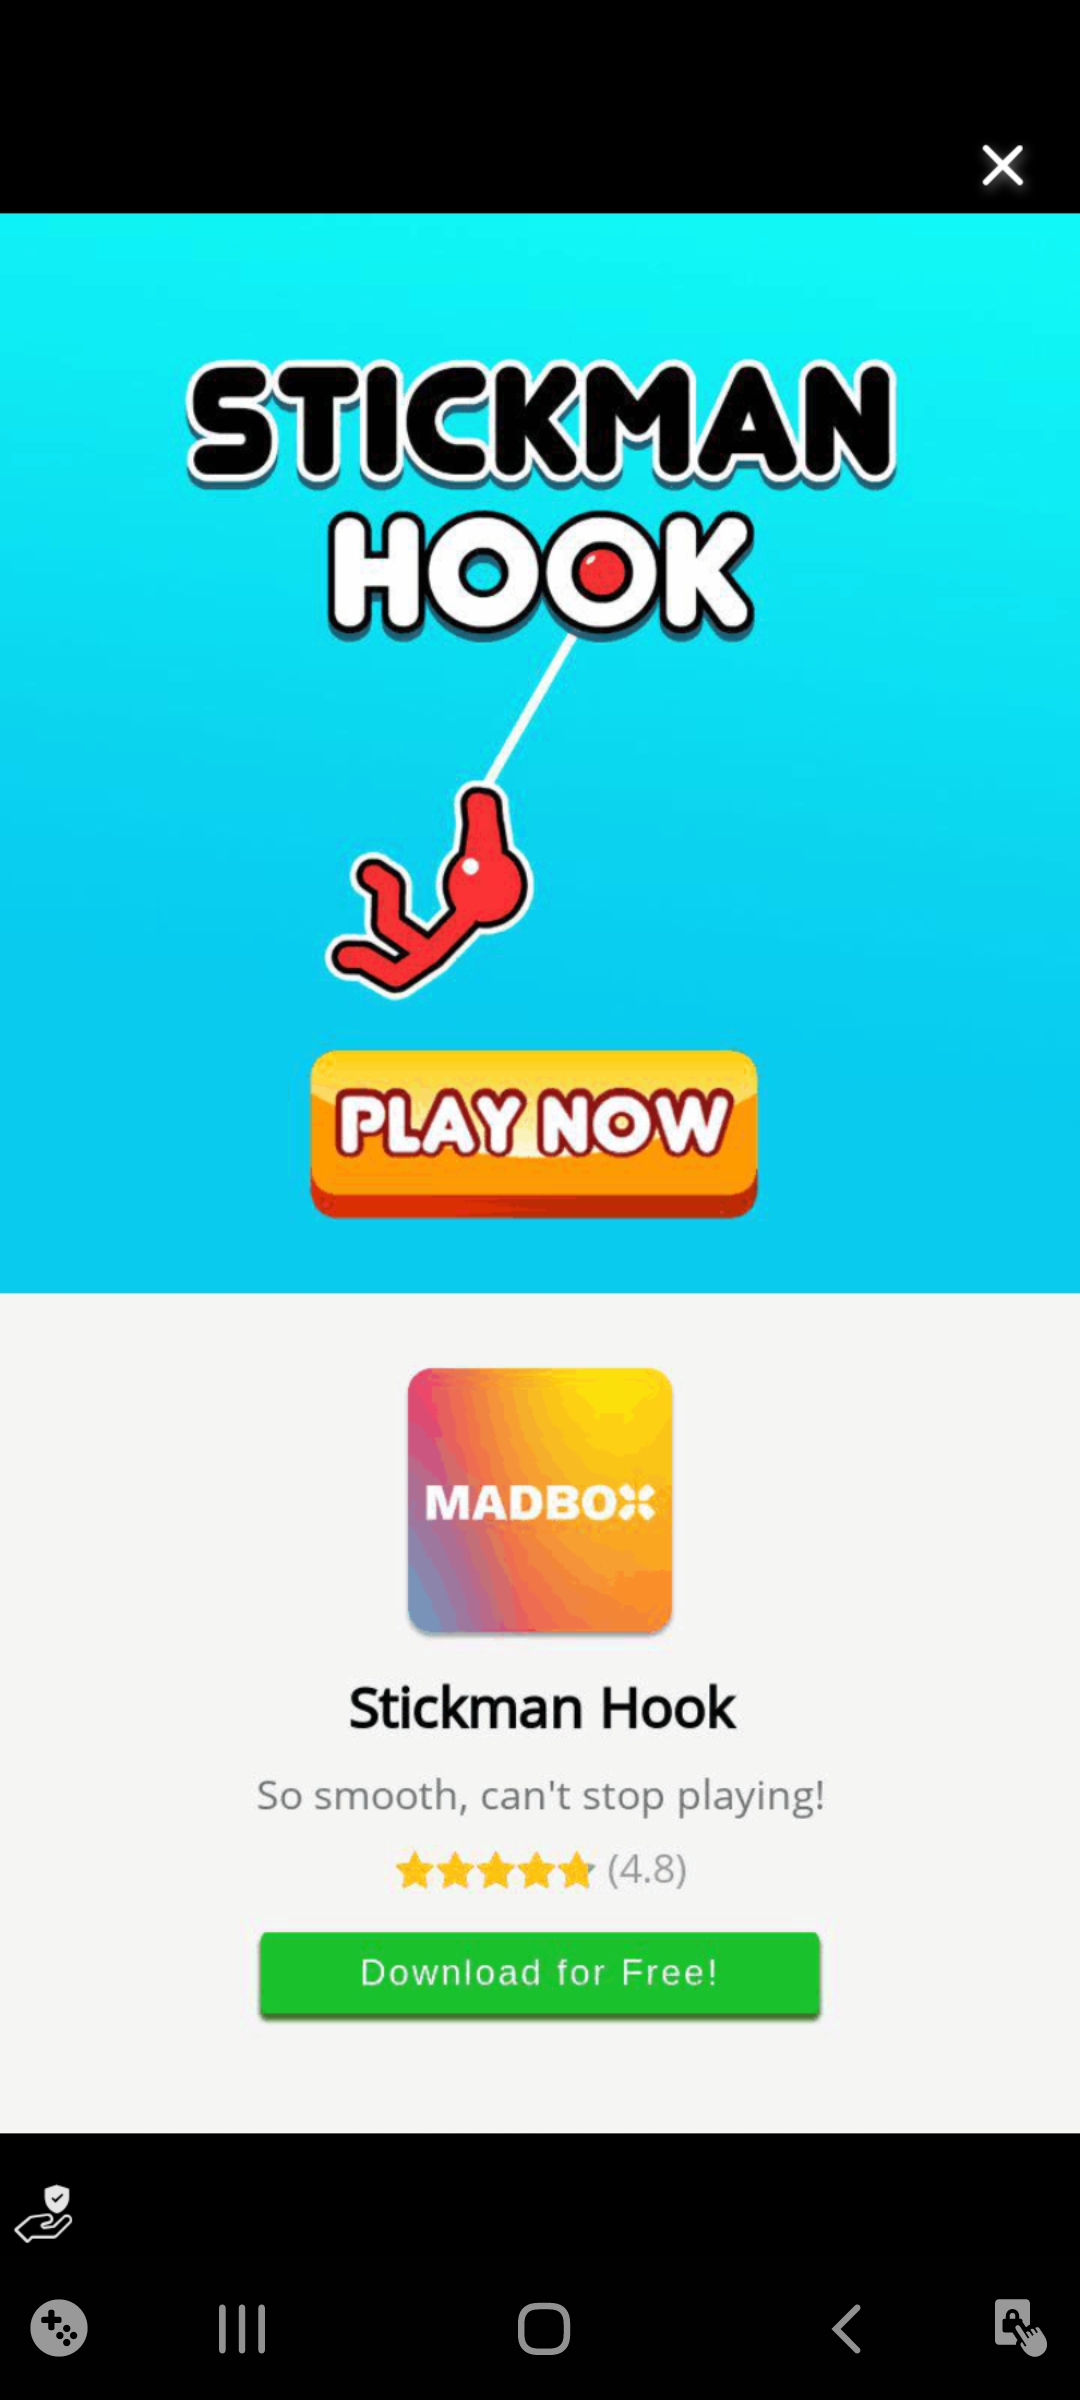 STICKMAN
HOOK
PLAY NOW
MADBOX
Stickman Hook
So smooth, can't stop playing!
(4.8)
Download for Free!